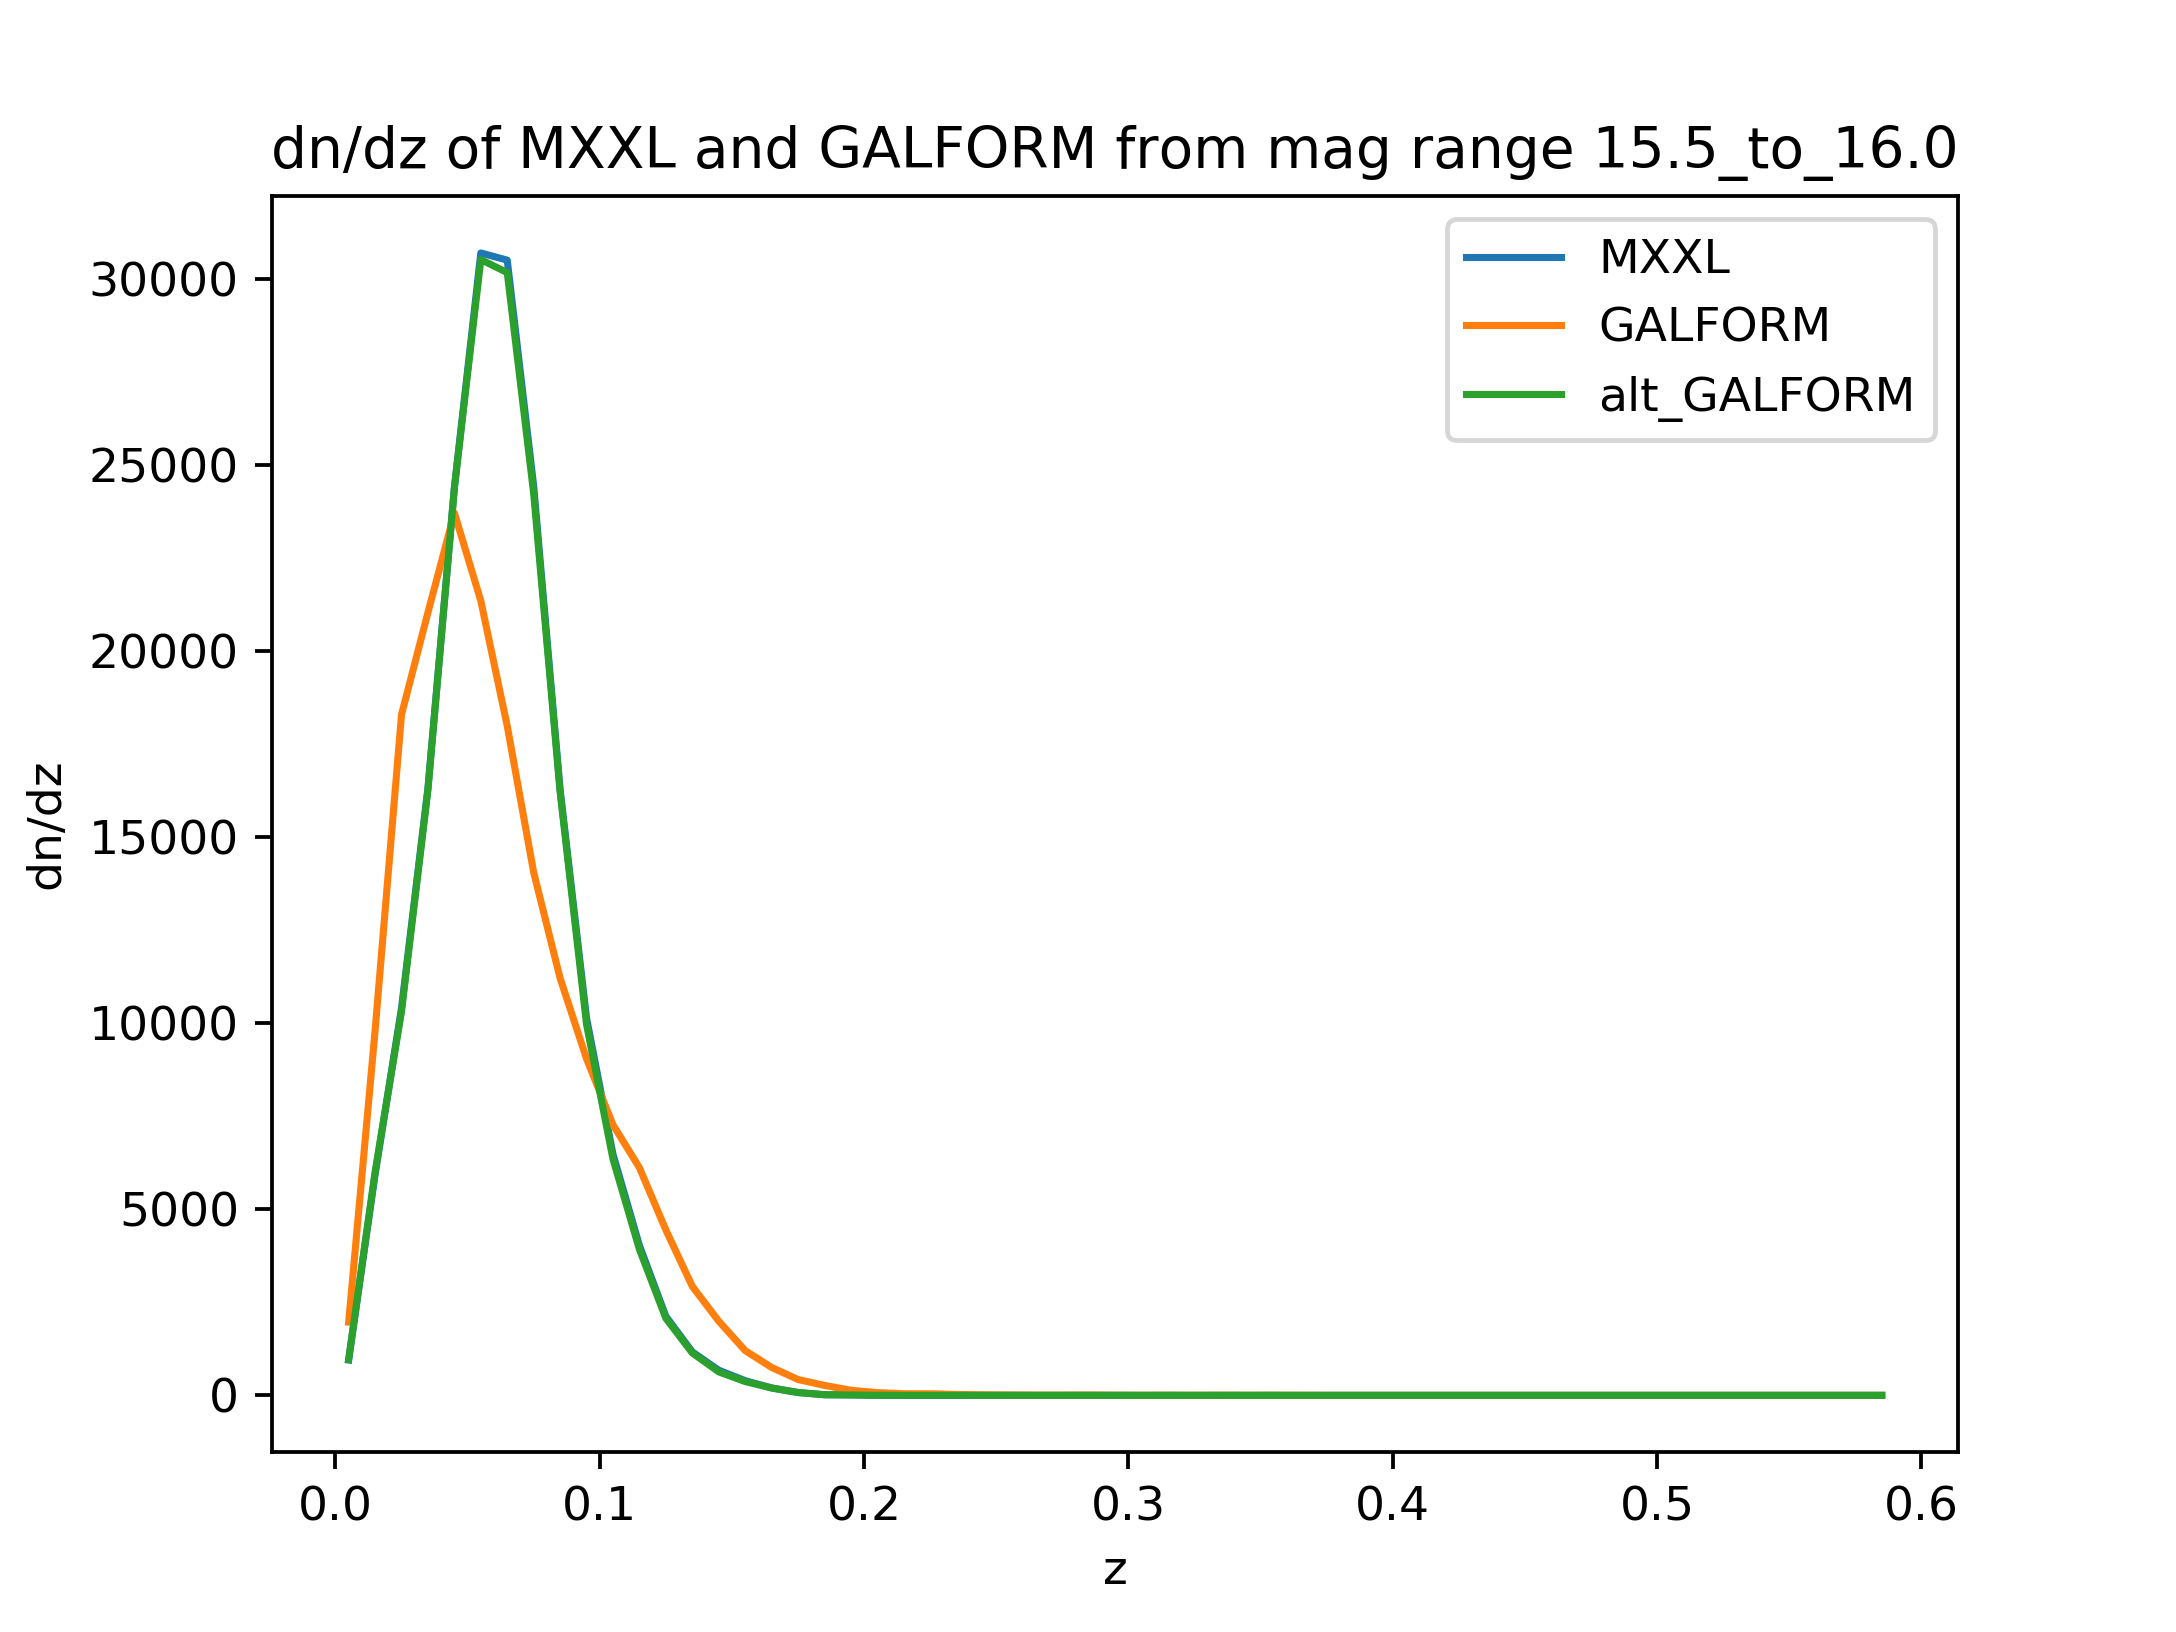 dn/dz of MXXL and GALFORM from mag range 15.5_to_16.0
MXXL
GALFORM
alt_GALFORM
dn/dz
30000
25000
20000
15000
10000
5000
0
0.0 0.1 0.2 0.3 0.4 0.5 0.6
z